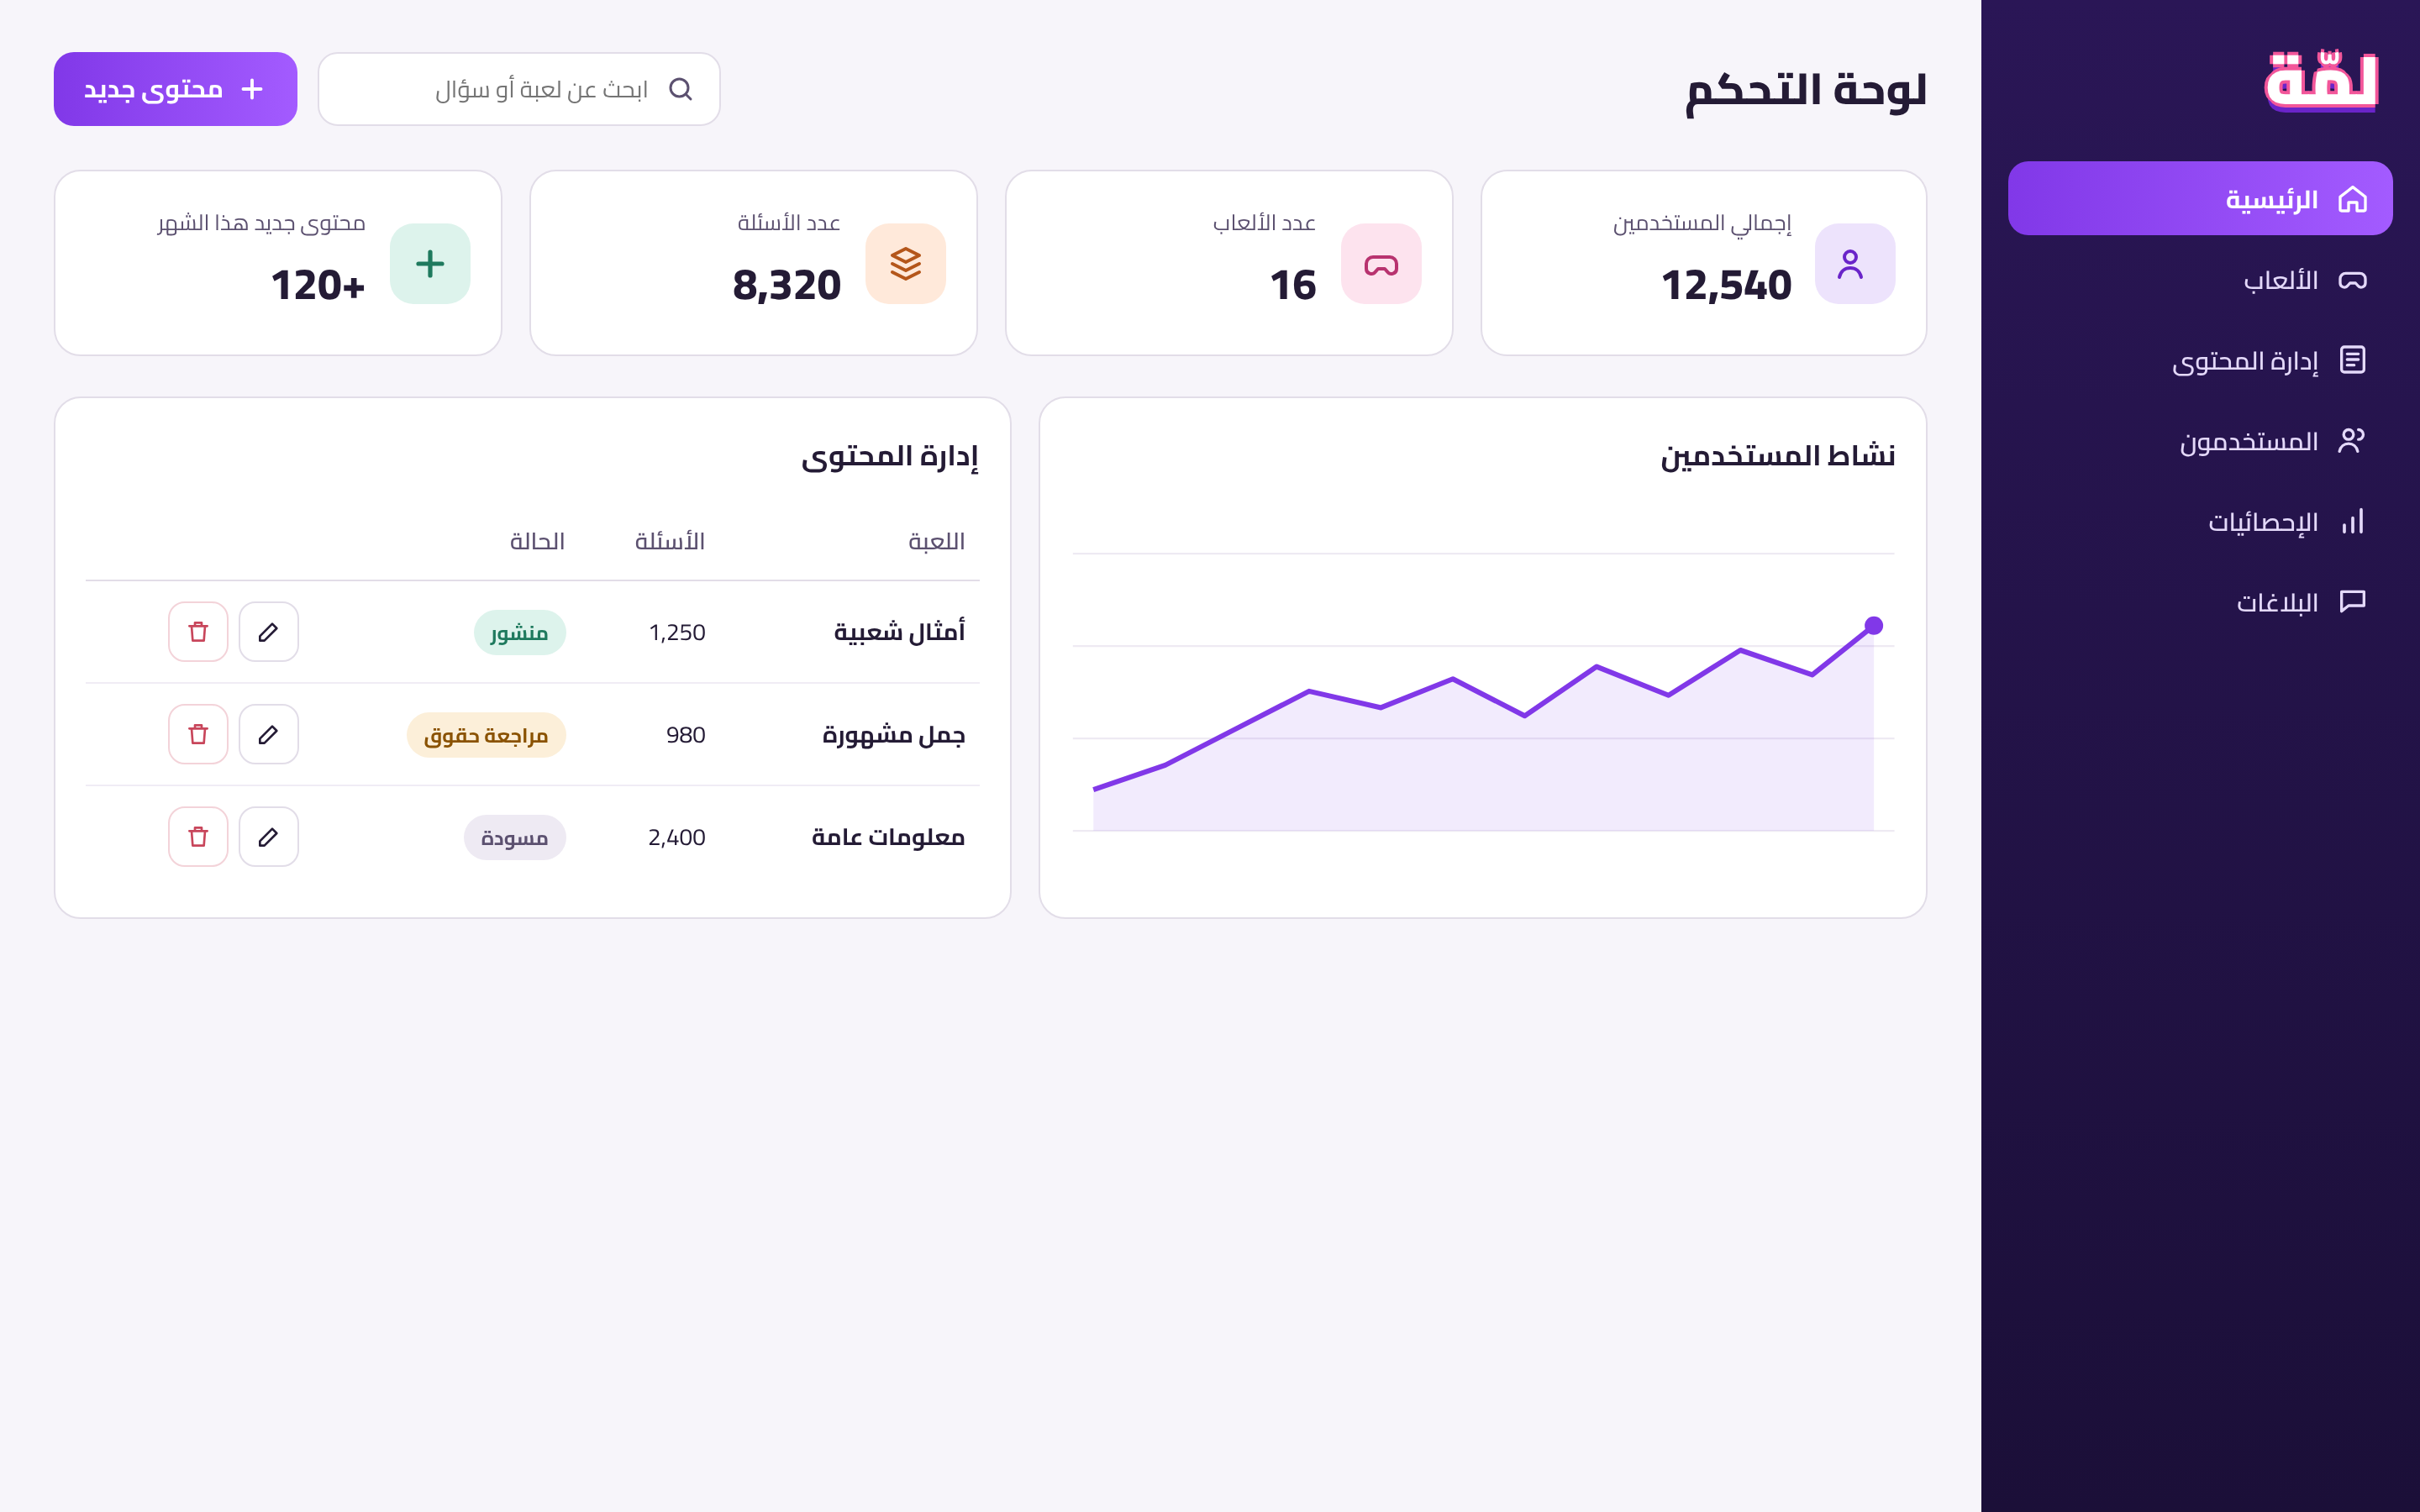 لمّة
الرئيسية
الألعاب
إدارة المحتوى
المستخدمون
الإحصائيات
البلاغات
لوحة التحكم
ابحث عن لعبة أو سؤال
محتوى جديد
إجمالي المستخدمين
12,540
عدد الألعاب
16
عدد الأسئلة
8,320
محتوى جديد هذا الشهر
120+
نشاط المستخدمين
إدارة المحتوى
اللعبة الأسئلة الحالة
أمثال شعبية 1,250 منشور
جمل مشهورة 980 مراجعة حقوق
معلومات عامة 2,400 مسودة